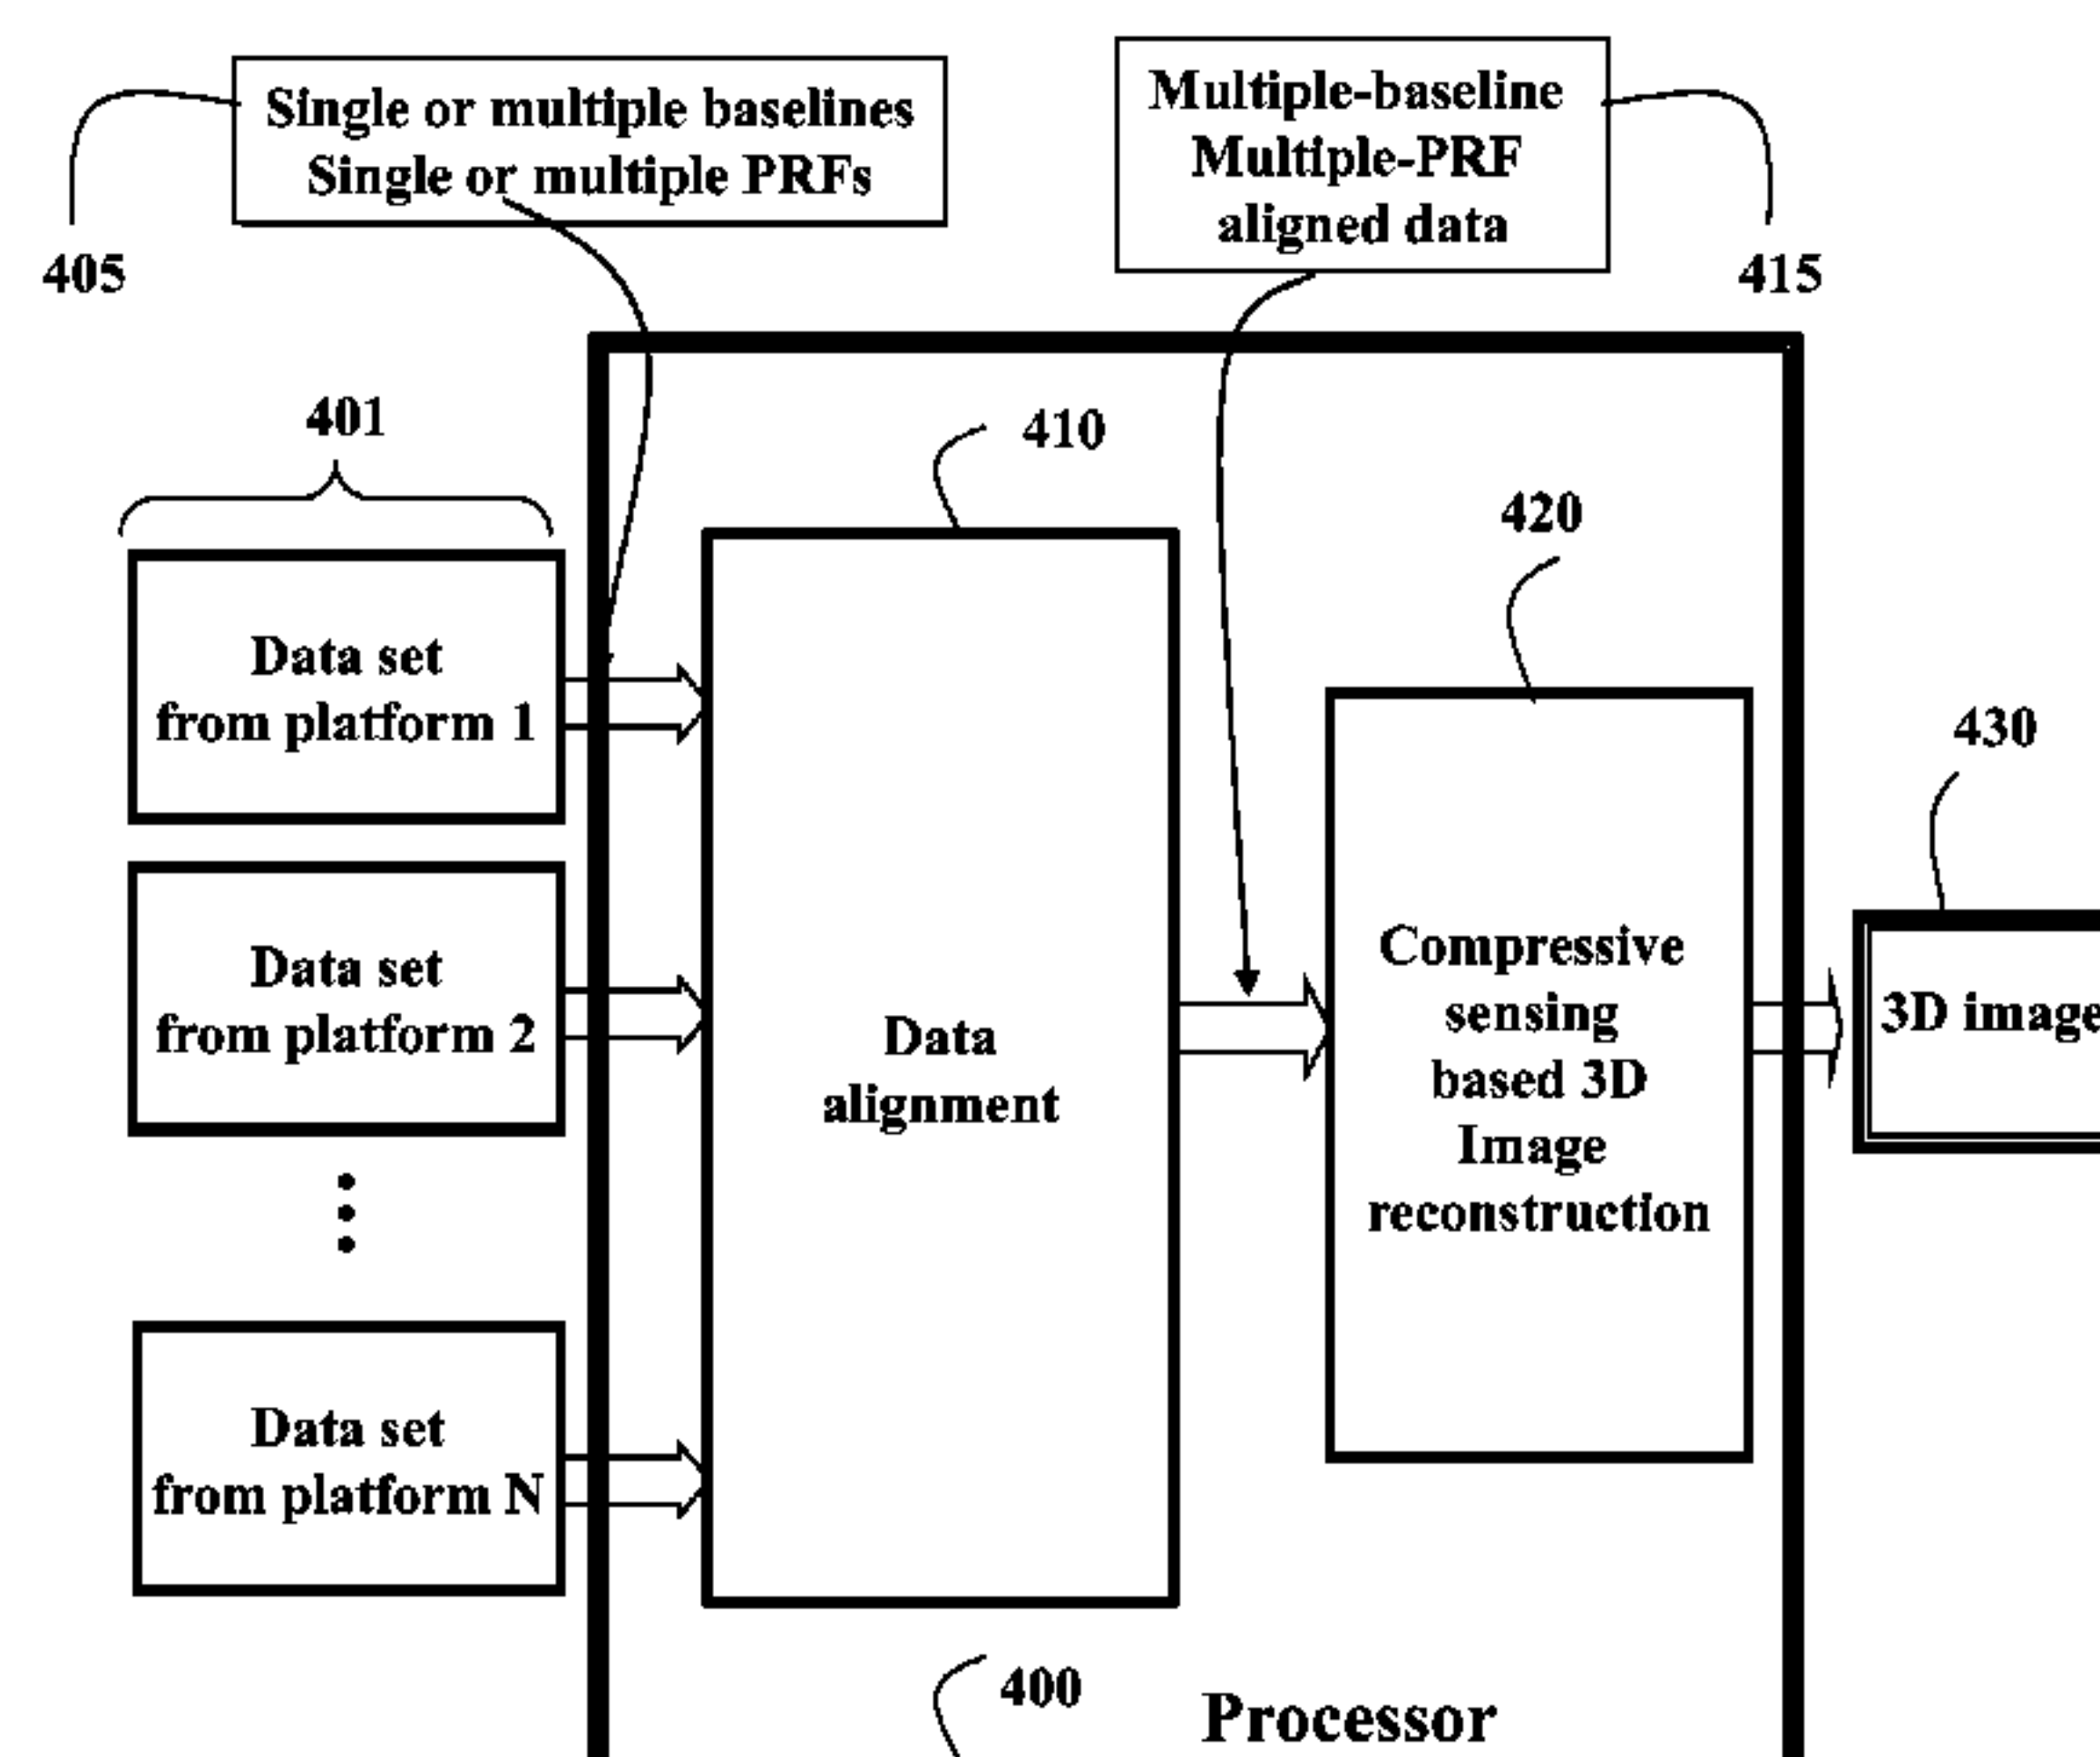 Single or multiple baselines
Single or multiple PRFs
405
Multiple-baseline
Multiple-PRF
aligned data
415
401
410
420
430
Data set
from platform 1
Data set
from platform 2
Data set
from platform N
Data
alignment
Compressive
sensing
based 3D
Image
reconstruction
3D image
400
Processor